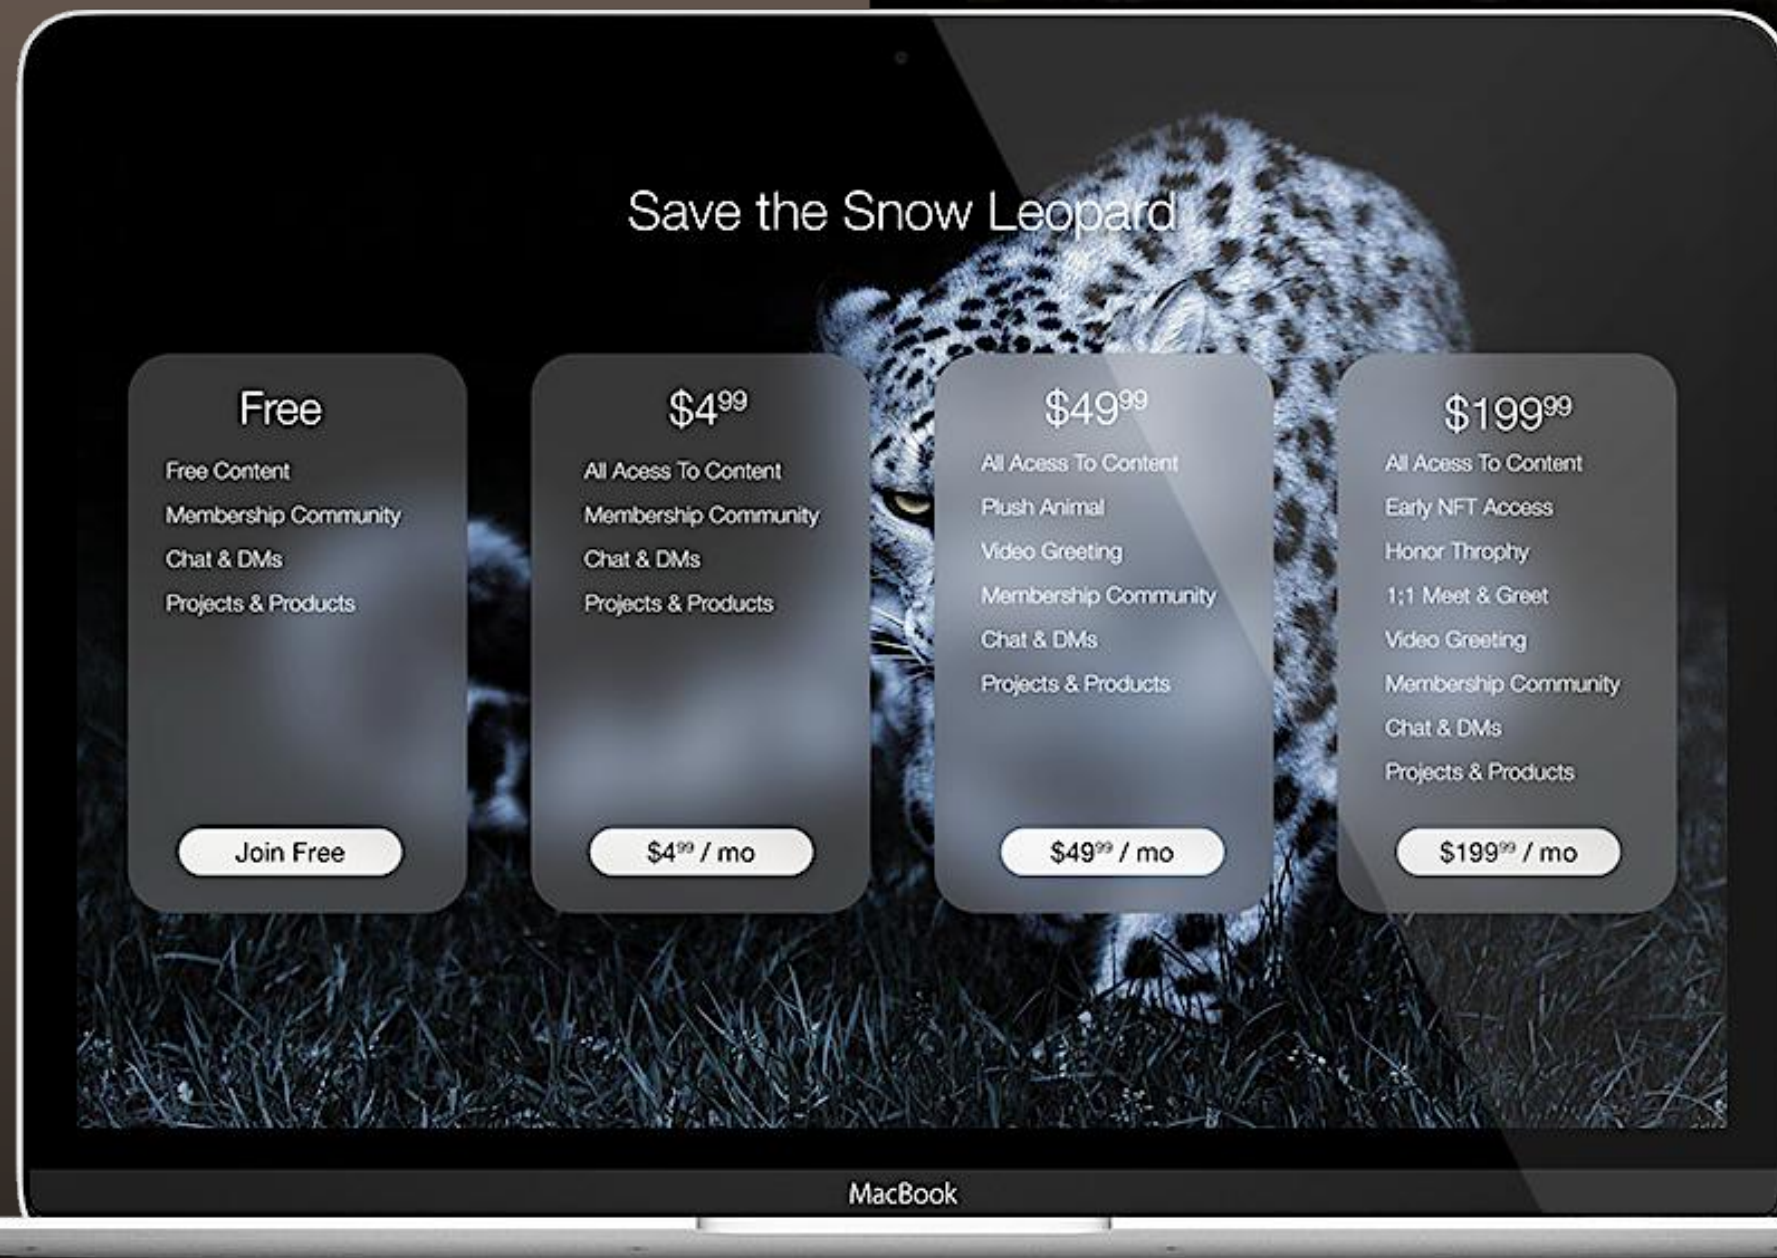 Save the Snow Leopard
Free
Free Content
Membership Community
Chat & DMs
Projects & Products
Join Free
$4⁹⁹
All Acess To Content
Membership Community
Chat & DMs
Projects & Products
$4⁹⁹ / mo
$49⁹⁹
All Acess To Content
Plush Animal
Video Greeting
Membership Community
Chat & DMs
Projects & Products
$49⁹⁹ / mo
$199⁹⁹
All Acess To Content
Early NFT Access
Honor Throphy
1;1 Meet & Greet
Video Greeting
Membership Community
Chat & DMs
Projects & Products
$199⁹⁹ / mo
MacBook